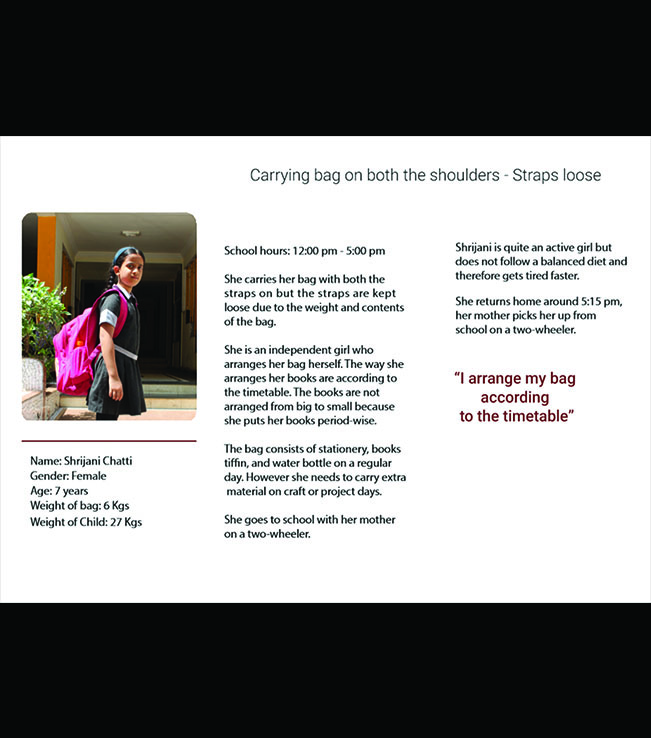 Carrying bag on both the shoulders - Straps loose
Name: Shrijani Chatti
Gender: Female
Age: 7 years
Weight of bag: 6 Kgs
Weight of Child: 27 Kgs
School hours: 12:00 pm - 5:00 pm
She carries her bag with both the
straps on but the straps are kept
loose due to the weight and contents
of the bag.
She is an independent girl who
arranges her bag herself. The way she
arranges her books are according to
the timetable. The books are not
arranged from big to small because
she puts her books period-wise.
The bag consists of stationery, books
tiffin, and water bottle on a regular
day. However she needs to carry extra
material on craft or project days.
She goes to school with her mother
on a two-wheeler.
Shrijani is quite an active girl but
does not follow a balanced diet and
therefore gets tired faster.
She returns home around 5:15 pm,
her mother picks her up from
school on a two-wheeler.
“I arrange my bag
according
to the timetable”